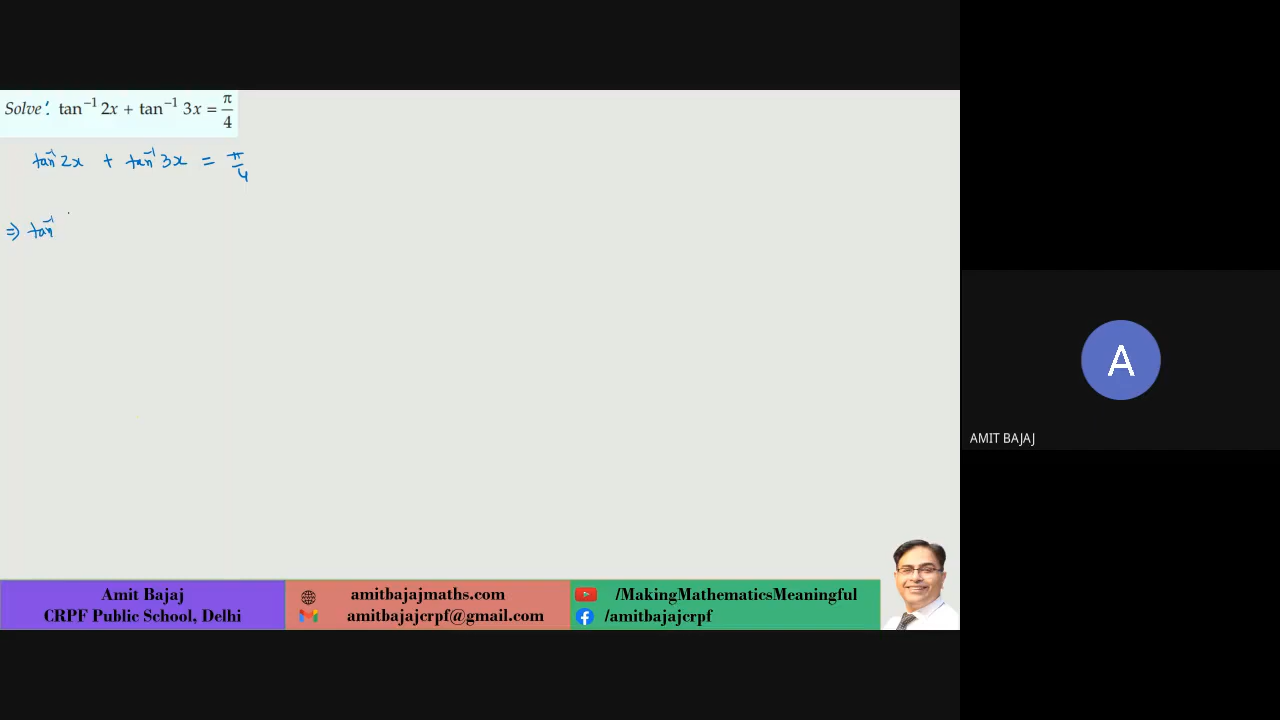 Solve: tan⁻¹ 2x + tan⁻¹ 3x = π/4
tan⁻¹ 2x + tan⁻¹ 3x = π/4
⇒ tan⁻¹
A
AMIT BAJAJ
Amit Bajaj
CRPF Public School, Delhi
amitbajajmaths.com
amitbajajcrpf@gmail.com
/MakingMathematicsMeaningful
/amitbajajcrpf